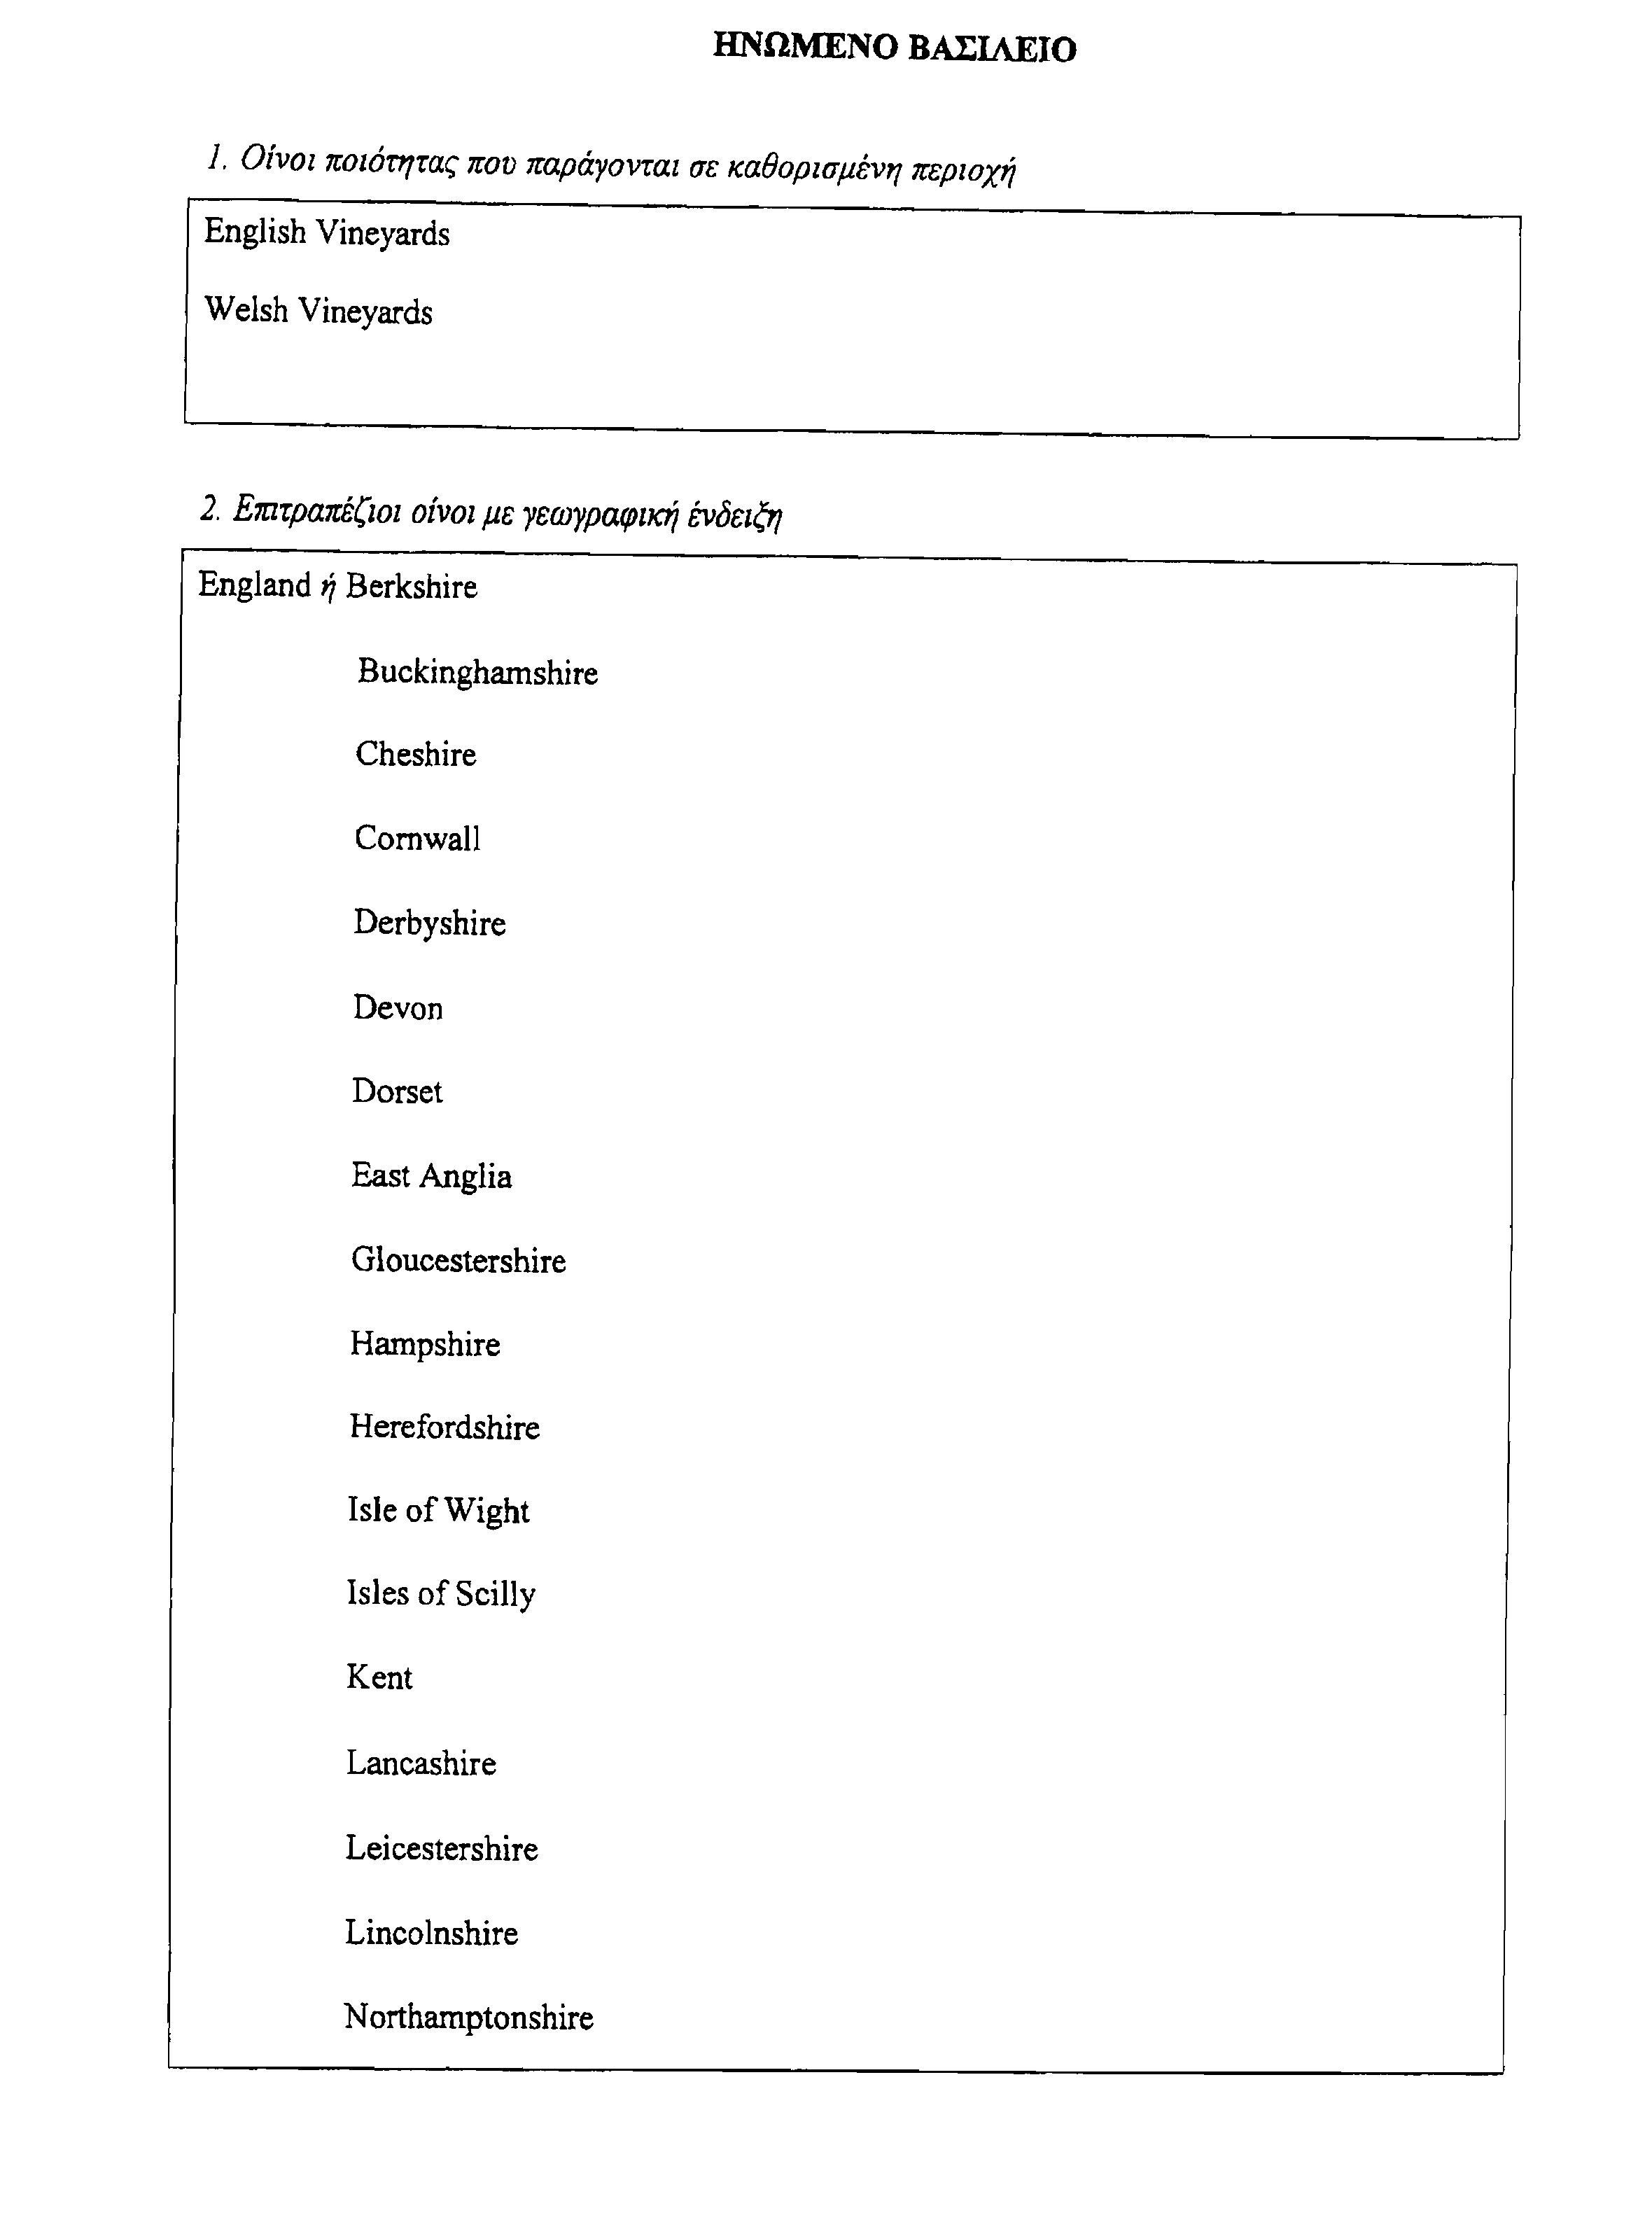 ΗΝΩΜΕΝΟ ΒΑΣΙΛΕΙΟ
1. Οίνοι ποιότητας που παράγονται σε καθορισμένη περιοχή
English Vineyards
Welsh Vineyards
2. Επιτραπέζιοι οίνοι με γεωγραφική ένδειξη
England ή Berkshire
Buckinghamshire
Cheshire
Cornwall
Derbyshire
Devon
Dorset
East Anglia
Gloucestershire
Hampshire
Herefordshire
Isle of Wight
Isles of Scilly
Kent
Lancashire
Leicestershire
Lincolnshire
Northamptonshire